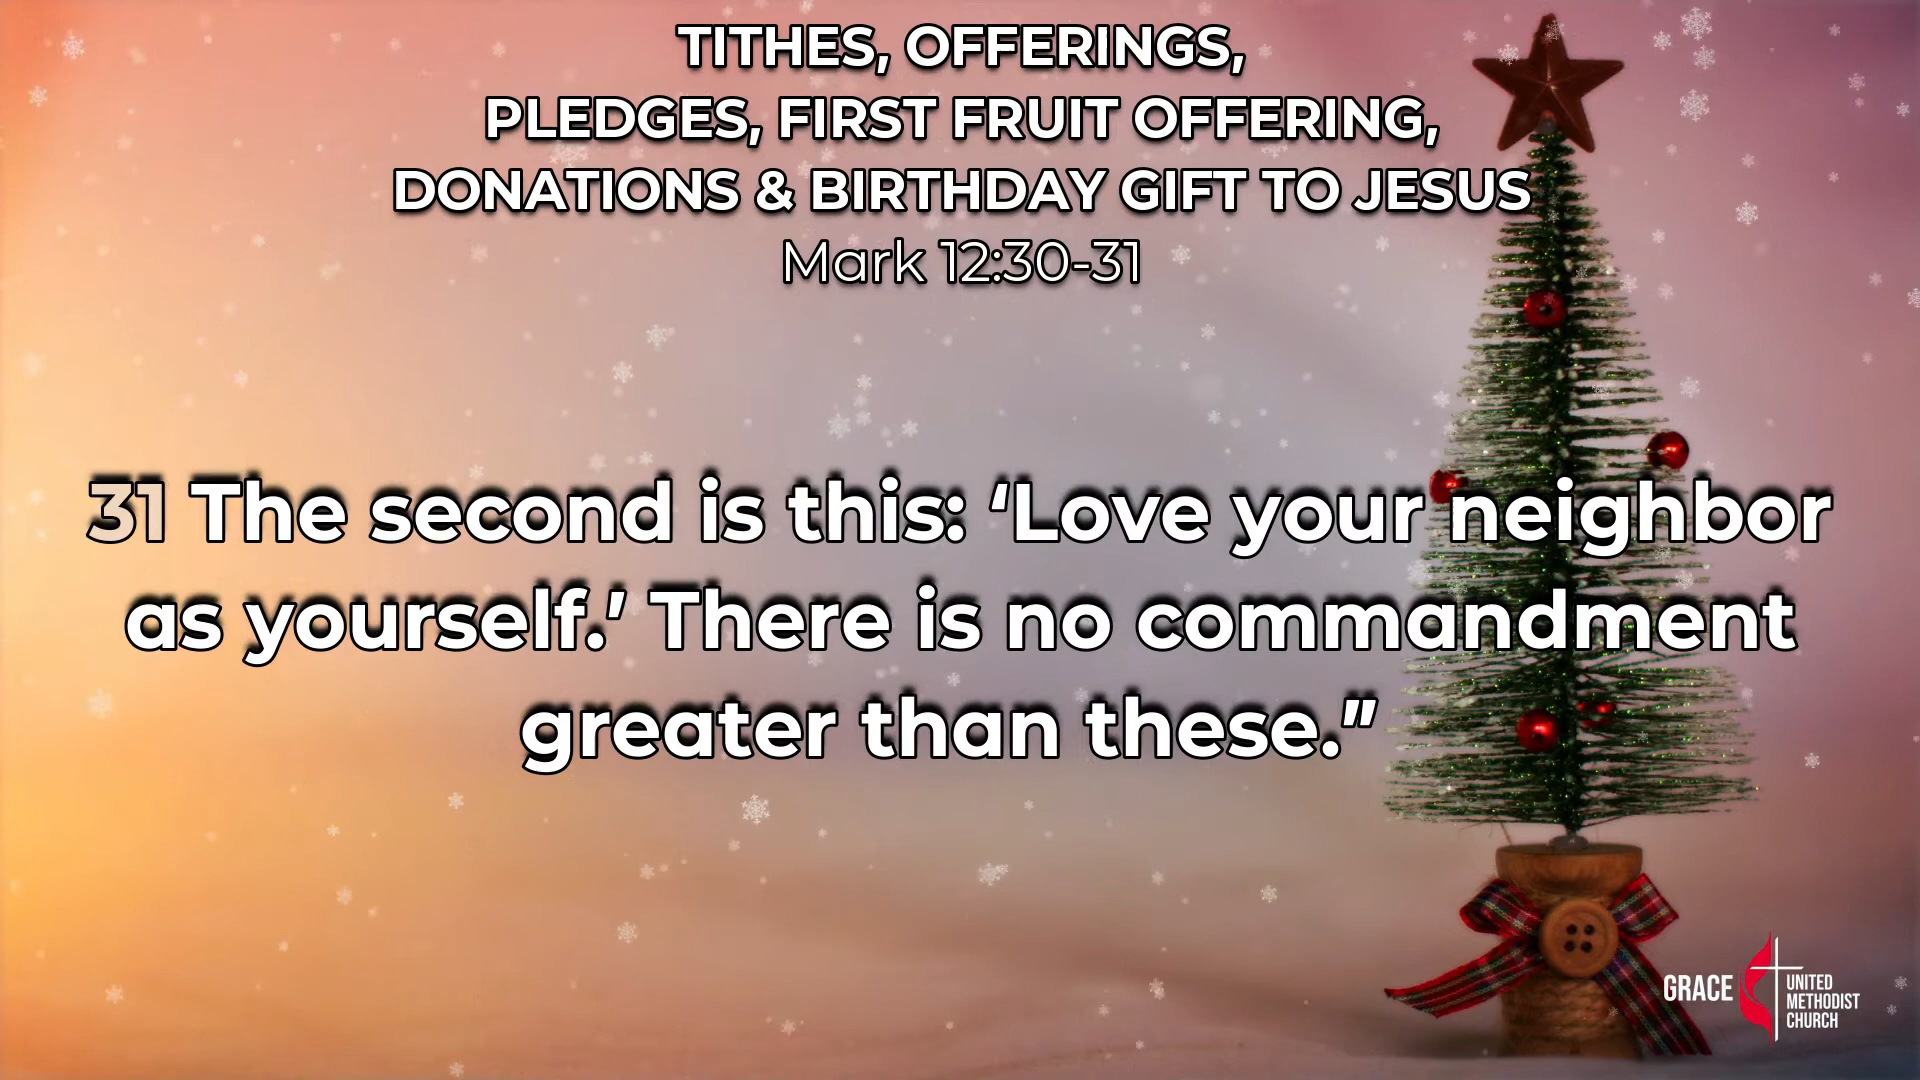 TITHES, OFFERINGS,
PLEDGES, FIRST FRUIT OFFERING,
DONATIONS & BIRTHDAY GIFT TO JESUS
Mark 12:30-31
31 The second is this: ‘Love your neighbor
as yourself.’ There is no commandment
greater than these.”
GRACE
UNITED
METHODIST
CHURCH